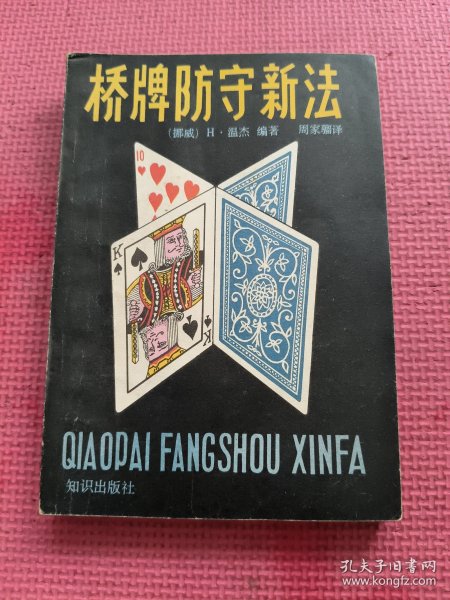 桥牌防守新法
(挪威) H·温杰 编著 周家骝译
10
K
K
QIAOPAI FANGSHOU XINFA
知识出版社
孔夫子旧书网
www.kongfz.com